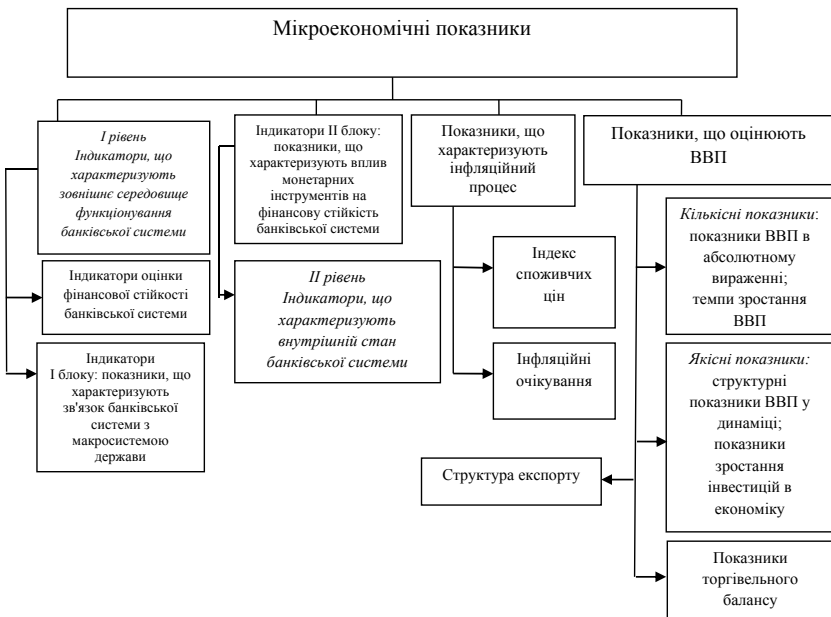 Мікроекономічні показники
І рівень
Індикатори, що
характеризують
зовнішнє середовище
функціонування
банківської системи
Індикатори ІІ блоку:
показники, що
характеризують вплив
монетарних
інструментів на
фінансову стійкість
банківської системи
Показники, що
характеризують
інфляційний
процес
Показники, що оцінюють
ВВП
Індикатори оцінки
фінансової стійкості
банківської системи
ІІ рівень
Індикатори, що
характеризують
внутрішній стан
банківської системи
Індекс
споживчих
цін
Кількісні показники:
показники ВВП в
абсолютному
вираженні;
темпи зростання
ВВП
Індикатори
І блоку: показники, що
характеризують
зв'язок банківської
системи з
макросистемою
держави
Інфляційні
очікування
Якісні показники:
структурні
показники ВВП у
динаміці;
показники
зростання
інвестицій в
економіку
Структура експорту
Показники
торгівельного
балансу